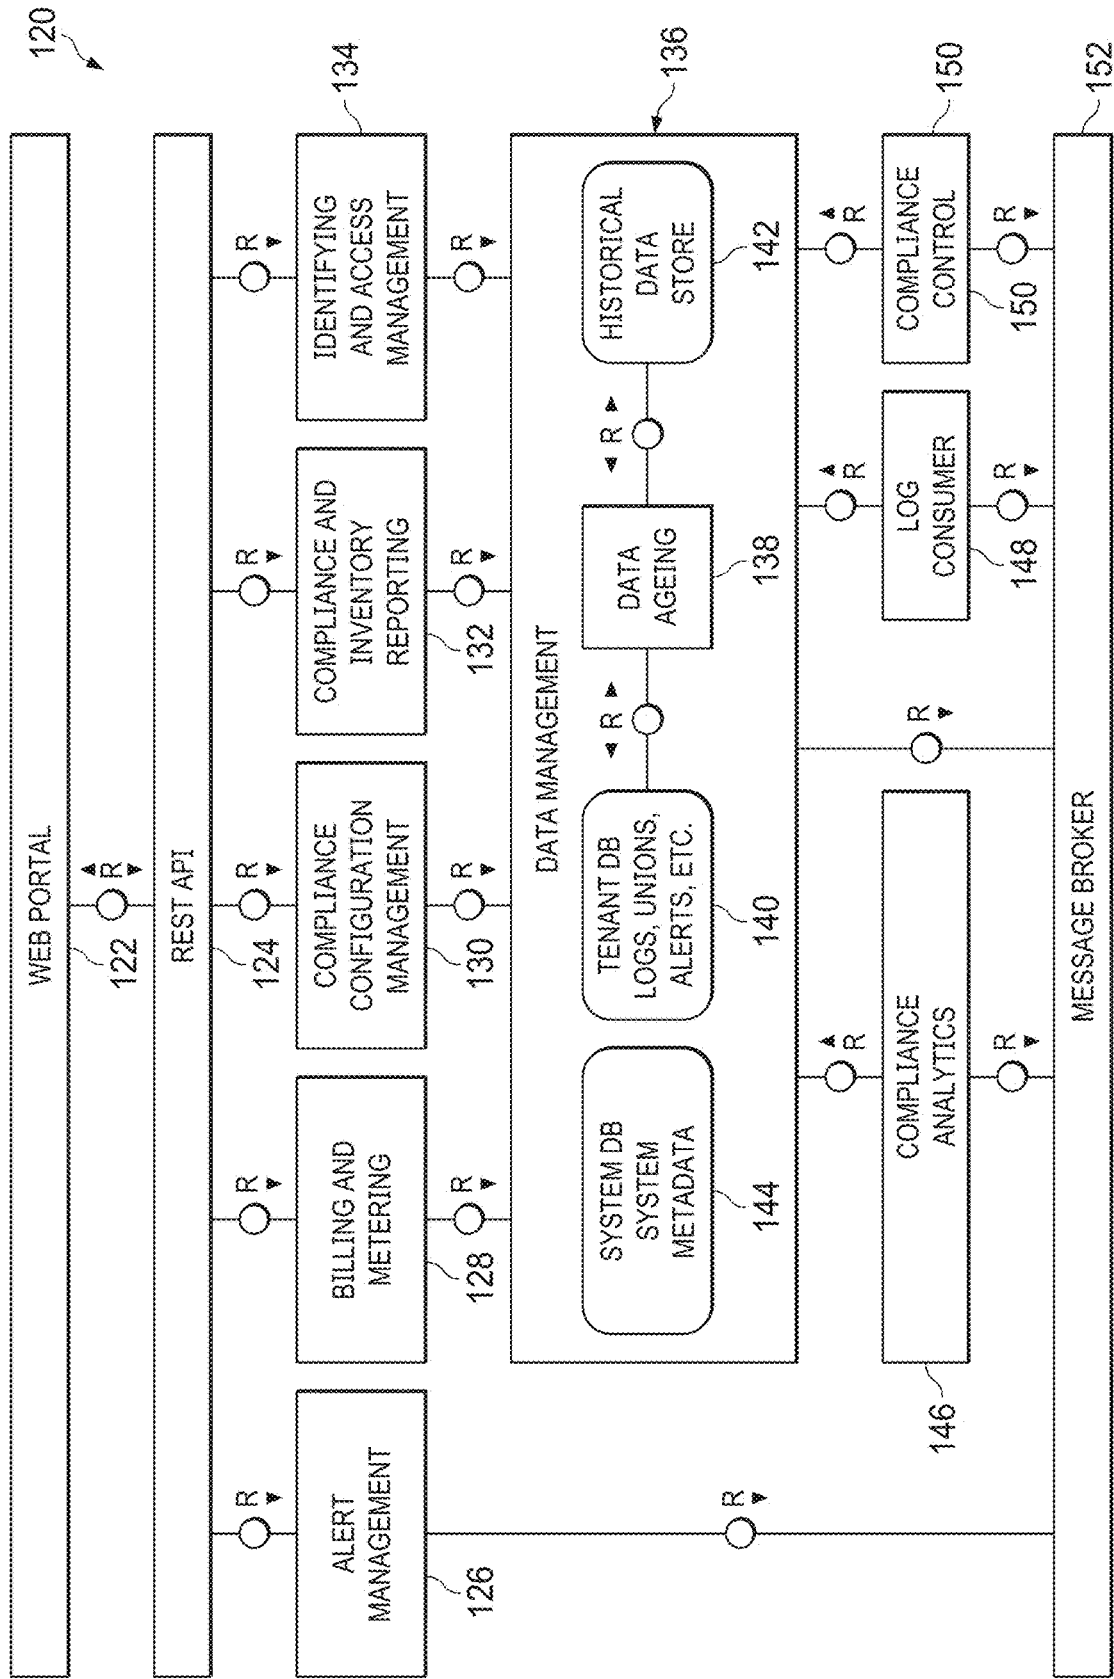 120
WEB PORTAL
122
R
REST API
124
R
R
R
R
R
134
ALERT
MANAGEMENT
126
BILLING AND
METERING
128
COMPLIANCE
CONFIGURATION
MANAGEMENT
130
COMPLIANCE AND
INVENTORY
REPORTING
132
IDENTIFYING
AND ACCESS
MANAGEMENT
R
R
R
R
DATA MANAGEMENT
136
SYSTEM DB
SYSTEM
METADATA
144
TENANT DB
LOGS, UNIONS,
ALERTS, ETC.
140
R
DATA
AGEING
138
R
HISTORICAL
DATA
STORE
142
R
R
R
R
R
COMPLIANCE
ANALYTICS
146
LOG
CONSUMER
148
COMPLIANCE
CONTROL
150
150
R
R
R
MESSAGE BROKER
152